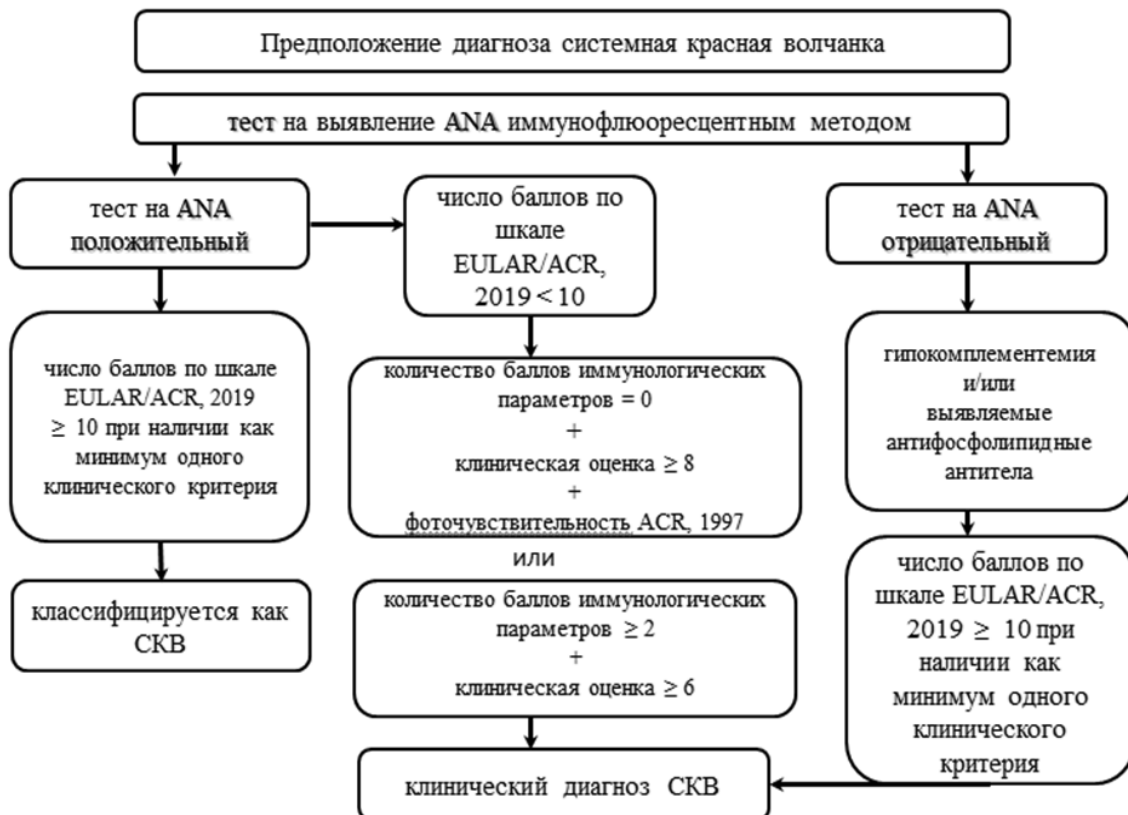 Предположение диагноза системная красная волчанка
тест на выявление ANA иммунофлюоресцентным методом
тест на ANA
положительный
число баллов по
шкале
EULAR/ACR,
2019 < 10
тест на ANA
отрицательный
число баллов по шкале
EULAR/ACR, 2019
≥ 10 при наличии как
минимум одного
клинического критерия
количество баллов иммунологических
параметров = 0
+
клиническая оценка ≥ 8
+
фоточувствительность ACR, 1997
или
гипокомплементемия
и/или
выявляемые
антифосфолипидные
антитела
классифицируется как
СКВ
количество баллов иммунологических
параметров ≥ 2
+
клиническая оценка ≥ 6
число баллов по
шкале EULAR/ACR,
2019 ≥ 10 при
наличии как
минимум одного
клинического
критерия
клинический диагноз СКВ